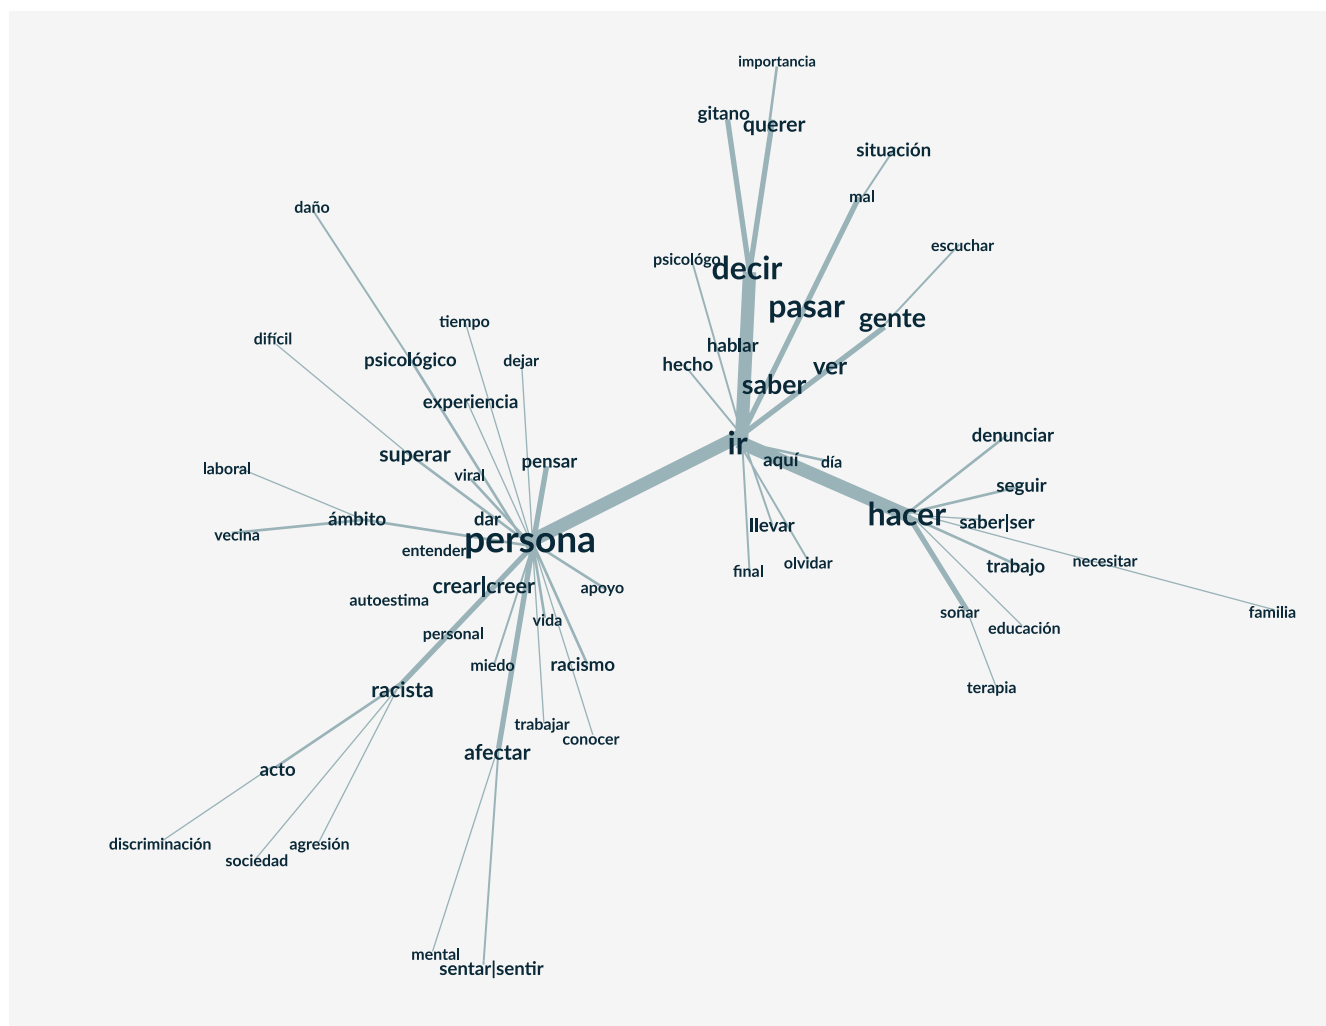 importancia
gitano
querer
situación
mal
daño
escuchar
psicológo
decir
pasar
gente
tiempo
difícil
hablar
psicológico
dejar
hecho
ver
saber
experiencia
denunciar
ir
superar
pensar
aquí
día
laboral
viral
seguir
hacer
ámbito
dar
saber|ser
llevar
vecina
persona
entender
necesitar
olvidar
trabajo
final
crear|creer
apoyo
autoestima
soñar
familia
vida
educación
personal
miedo
racismo
racista
terapia
trabajar
conocer
afectar
acto
discriminación
agresión
sociedad
mental
sentar|sentir